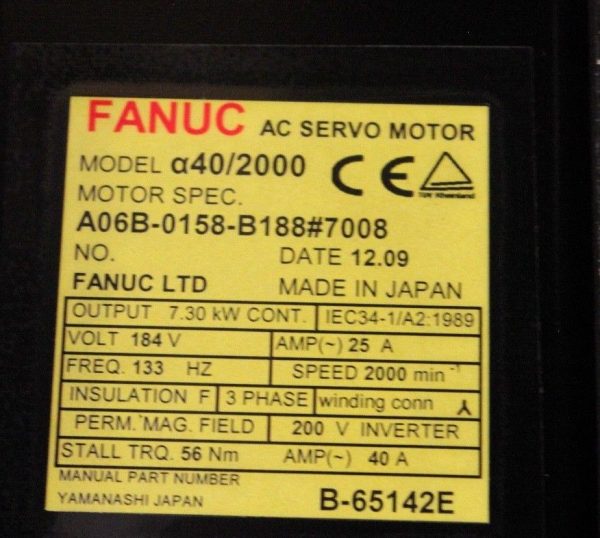 FANUC AC SERVO MOTOR
MODEL α40/2000
MOTOR SPEC.
A06B-0158-B188#7008
NO. DATE 12.09
FANUC LTD MADE IN JAPAN
OUTPUT 7.30 kW CONT. IEC34-1/A2:1989
VOLT 184 V AMP(~) 25 A
FREQ. 133 HZ SPEED 2000 min⁻¹
INSULATION F 3 PHASE winding conn
PERM.MAG. FIELD 200 V INVERTER
STALL TRQ. 56 Nm AMP(~) 40 A
MANUAL PART NUMBER
YAMANASHI JAPAN B-65142E
CE
TÜV Rheinland